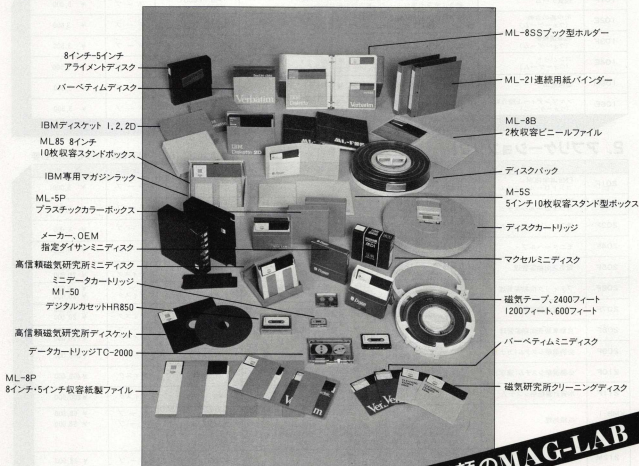 8インチ-5インチ
アライメントディスク
バーベティムディスク
IBMディスケット 1, 2, 2D
ML85 8インチ
10枚収容スタンドボックス
IBM専用マガジンラック
ML-5P
プラスチックカラーボックス
メーカー、OEM
指定ダイサンミニディスク
高信頼磁気研究所ミニディスク
ミニデータカートリッジ
MI-50
デジタルカセットHR850
高信頼磁気研究所ディスケット
データカートリッジTC-2000
ML-8P
8インチ・5インチ収容紙製ファイル
ML-8SSブック型ホルダー
ML-21連続用紙バインダー
ML-8B
2枚収容ビニールファイル
ディスクパック
M-5S
5インチ10枚収容スタンド型ボックス
ディスクカートリッジ
マクセルミニディスク
磁気テープ、2400フィート
1200フィート、600フィート
バーベティムミニディスク
磁気研究所クリーニングディスク
Verbatim
Verbatim
のMAG-LAB